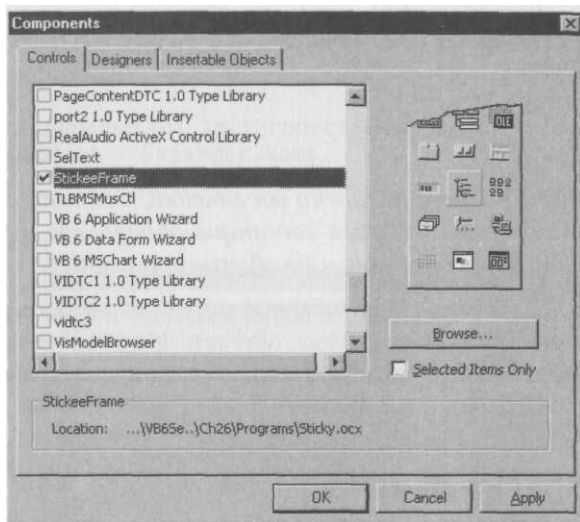 Components
Controls
Designers
Insertable Objects
PageContentDTC 1.0 Type Library
port2 1.0 Type Library
RealAudio ActiveX Control Library
SelText
StickeeFrame
TLBMSMusCtl
VB 6 Application Wizard
VB 6 Data Form Wizard
VB 6 MSChart Wizard
VIDTC1 1.0 Type Library
VIDTC2 1.0 Type Library
vidtc3
VisModelBrowser
OLE
Browse...
Selected Items Only
StickeeFrame
Location: ...\VB6Se..\Ch26\Programs\Sticky.ocx
OK
Cancel
Apply